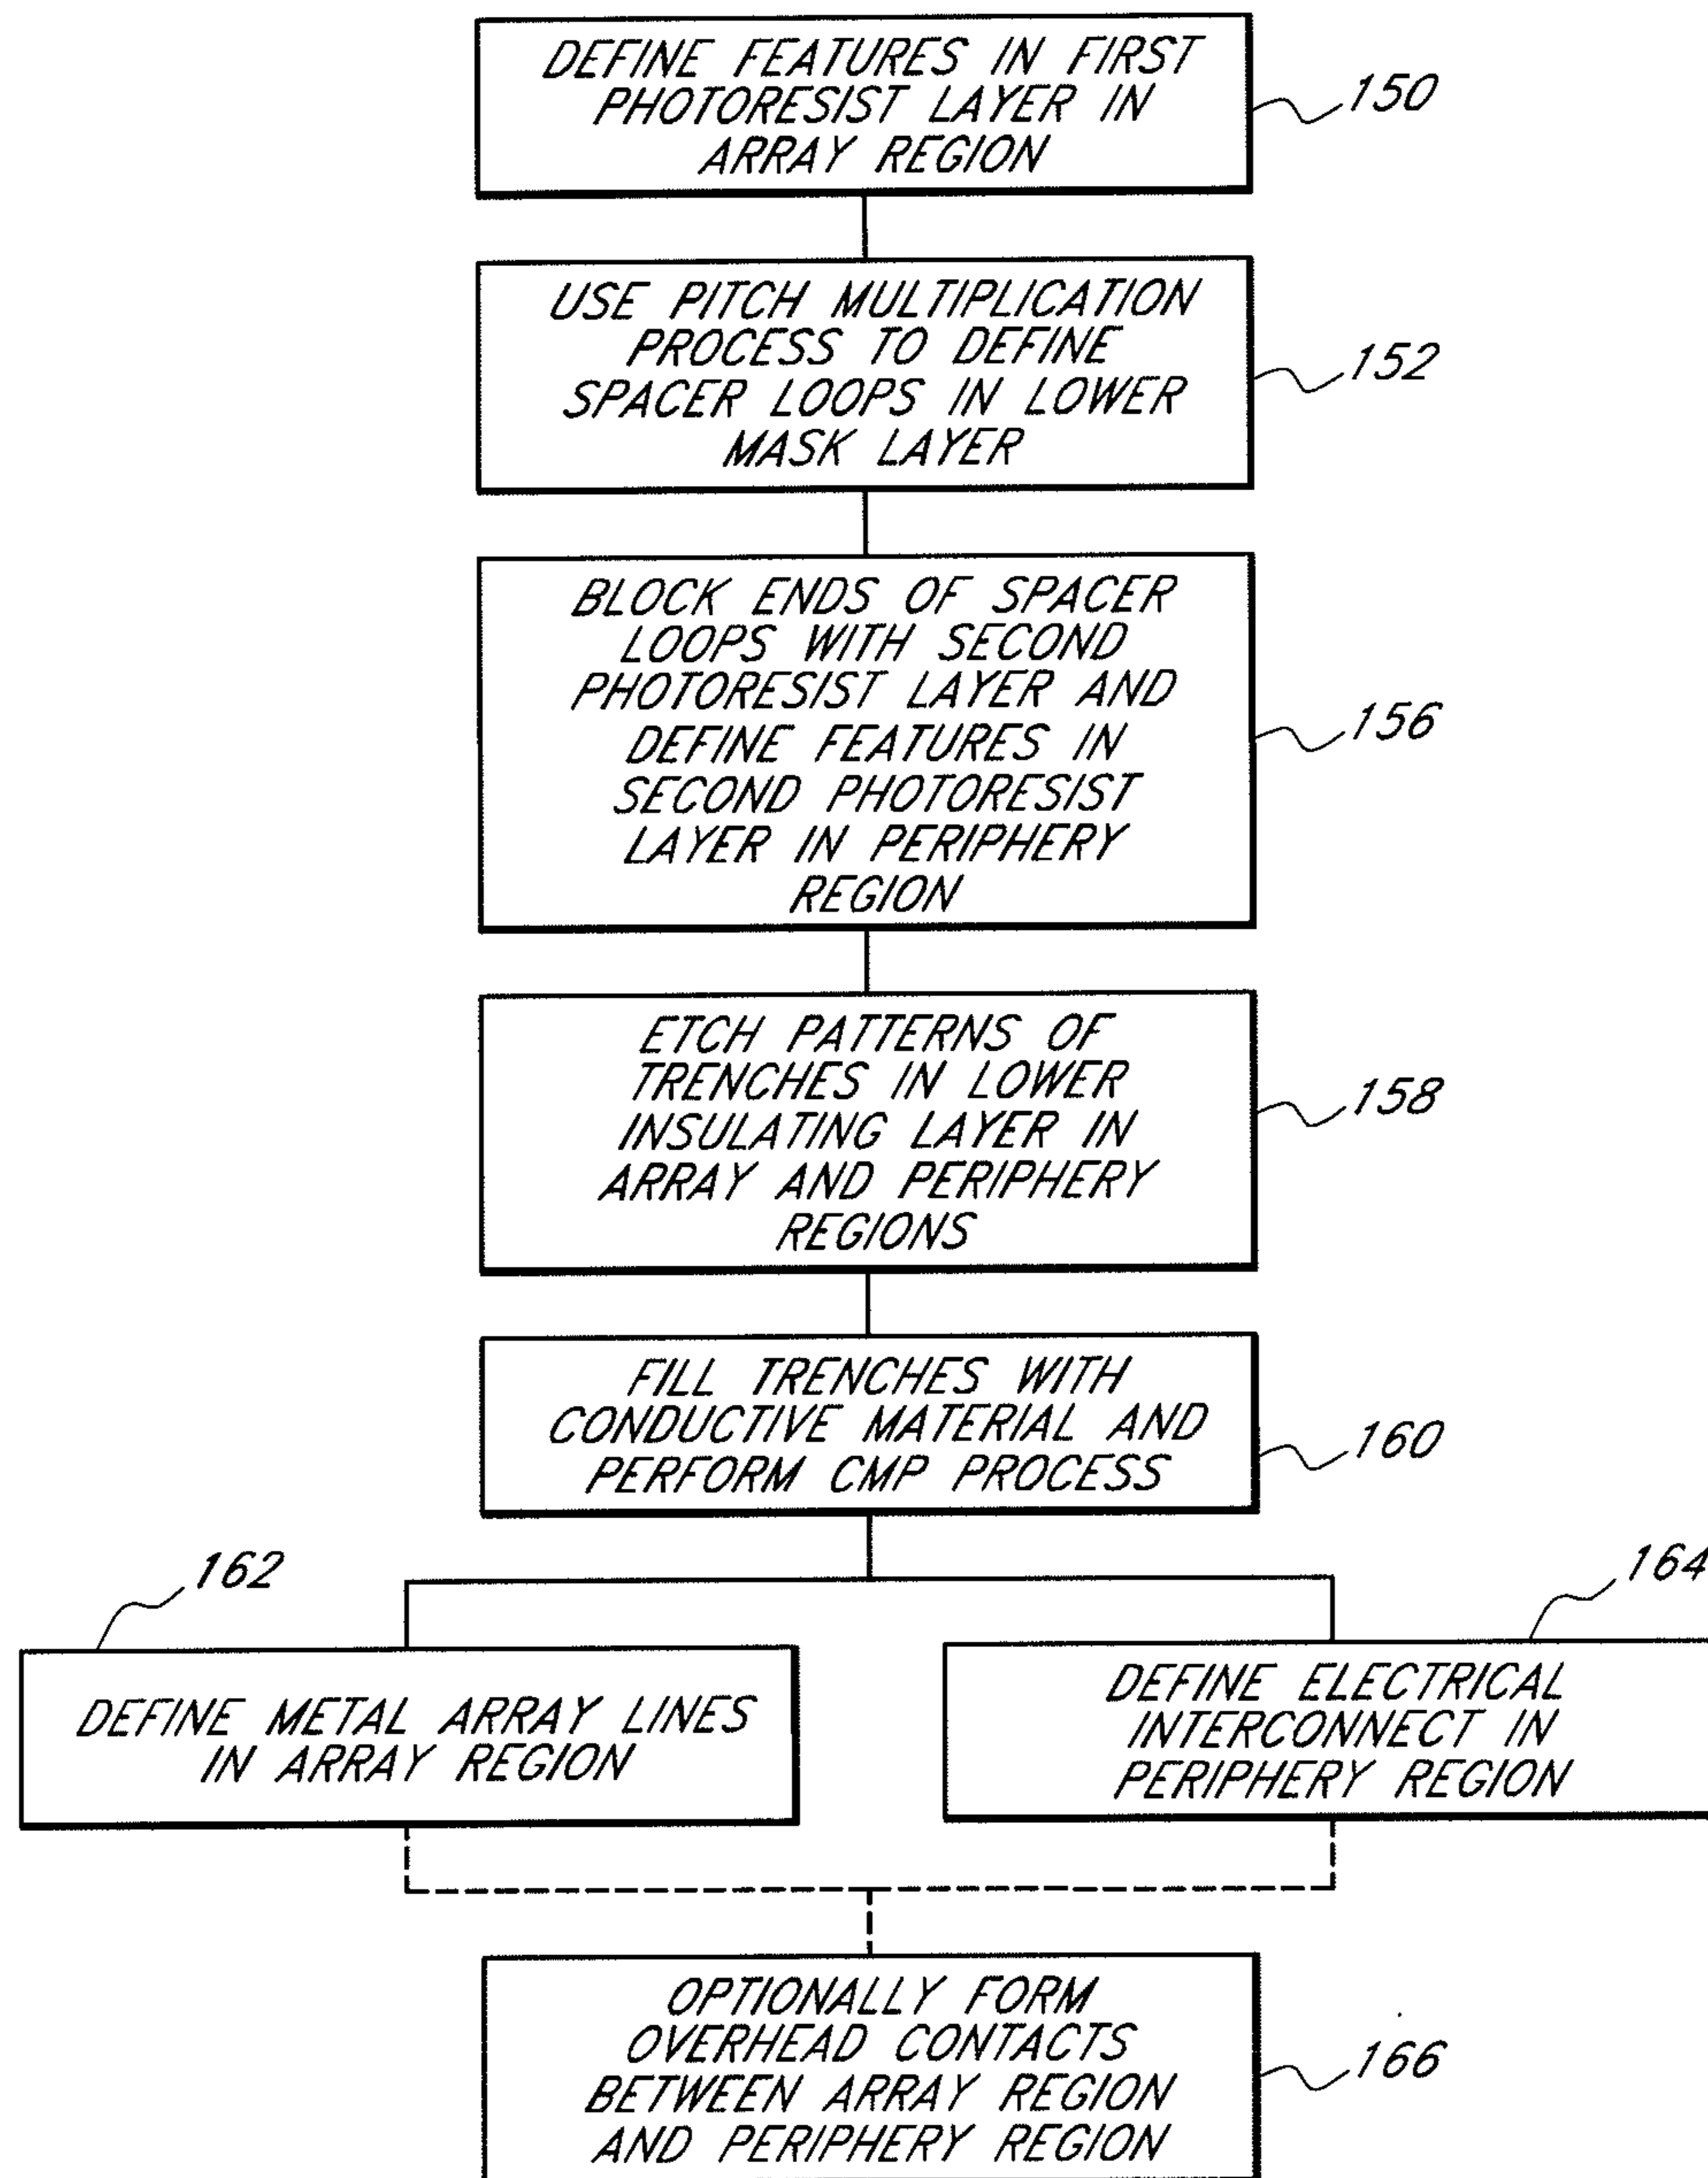 DEFINE FEATURES IN FIRST
PHOTORESIST LAYER IN
ARRAY REGION
150
USE PITCH MULTIPLICATION
PROCESS TO DEFINE
SPACER LOOPS IN LOWER
MASK LAYER
152
BLOCK ENDS OF SPACER
LOOPS WITH SECOND
PHOTORESIST LAYER AND
DEFINE FEATURES IN
SECOND PHOTORESIST
LAYER IN PERIPHERY
REGION
156
ETCH PATTERNS OF
TRENCHES IN LOWER
INSULATING LAYER IN
ARRAY AND PERIPHERY
REGIONS
158
FILL TRENCHES WITH
CONDUCTIVE MATERIAL AND
PERFORM CMP PROCESS
160
162
DEFINE METAL ARRAY LINES
IN ARRAY REGION
164
DEFINE ELECTRICAL
INTERCONNECT IN
PERIPHERY REGION
OPTIONALLY FORM
OVERHEAD CONTACTS
BETWEEN ARRAY REGION
AND PERIPHERY REGION
166